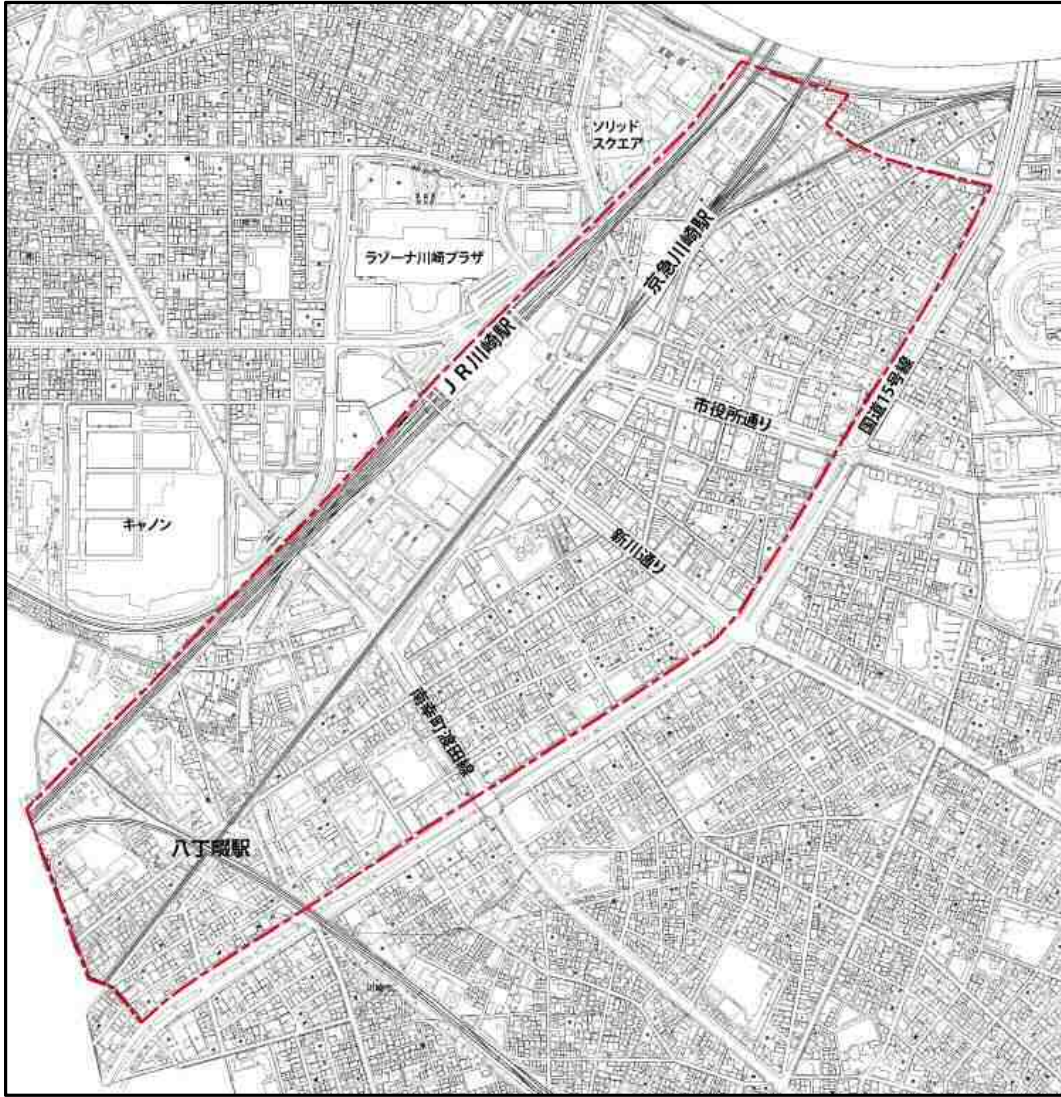 ソリッド
スクエア
京急川崎駅
ラゾーナ川崎プラザ
JR川崎駅
市役所通り
国道15号線
キヤノン
新川通り
南幸町渡田線
八丁畷駅